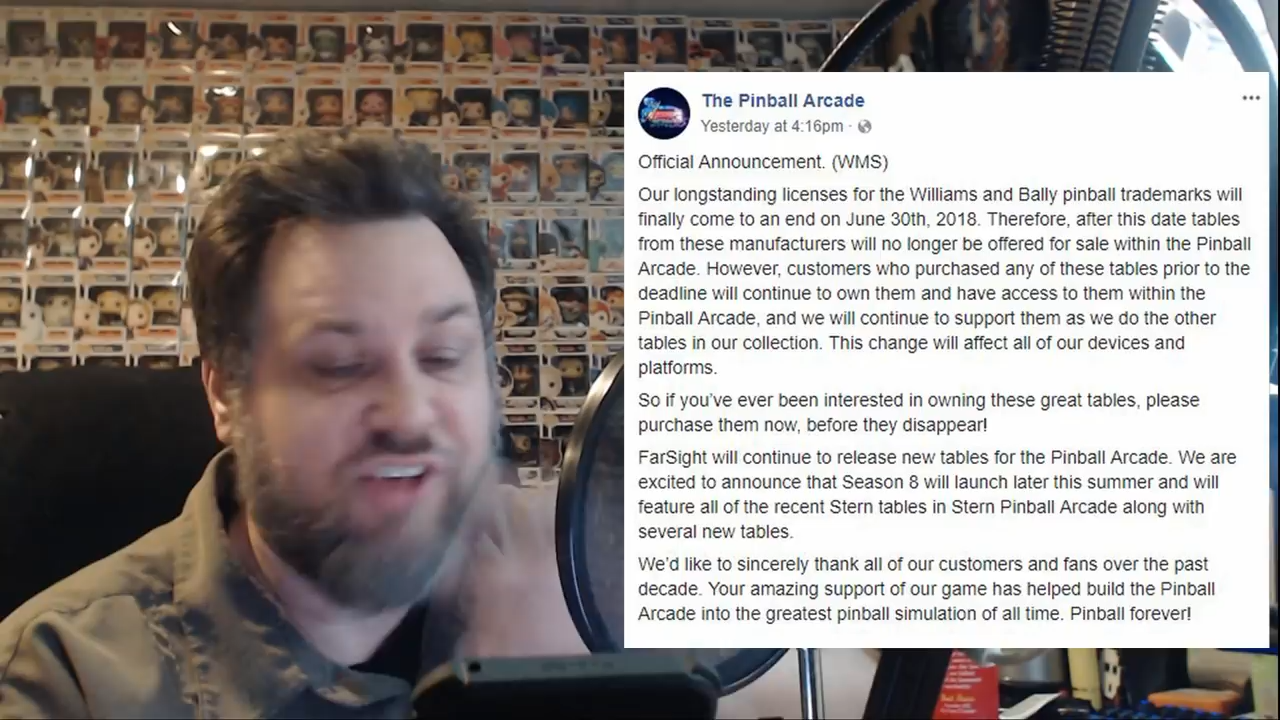 The Pinball Arcade
Yesterday at 4:16pm ·
Official Announcement. (WMS)
Our longstanding licenses for the Williams and Bally pinball trademarks will
finally come to an end on June 30th, 2018. Therefore, after this date tables
from these manufacturers will no longer be offered for sale within the Pinball
Arcade. However, customers who purchased any of these tables prior to the
deadline will continue to own them and have access to them within the
Pinball Arcade, and we will continue to support them as we do the other
tables in our collection. This change will affect all of our devices and
platforms.
So if you've ever been interested in owning these great tables, please
purchase them now, before they disappear!
FarSight will continue to release new tables for the Pinball Arcade. We are
excited to announce that Season 8 will launch later this summer and will
feature all of the recent Stern tables in Stern Pinball Arcade along with
several new tables.
We'd like to sincerely thank all of our customers and fans over the past
decade. Your amazing support of our game has helped build the Pinball
Arcade into the greatest pinball simulation of all time. Pinball forever!